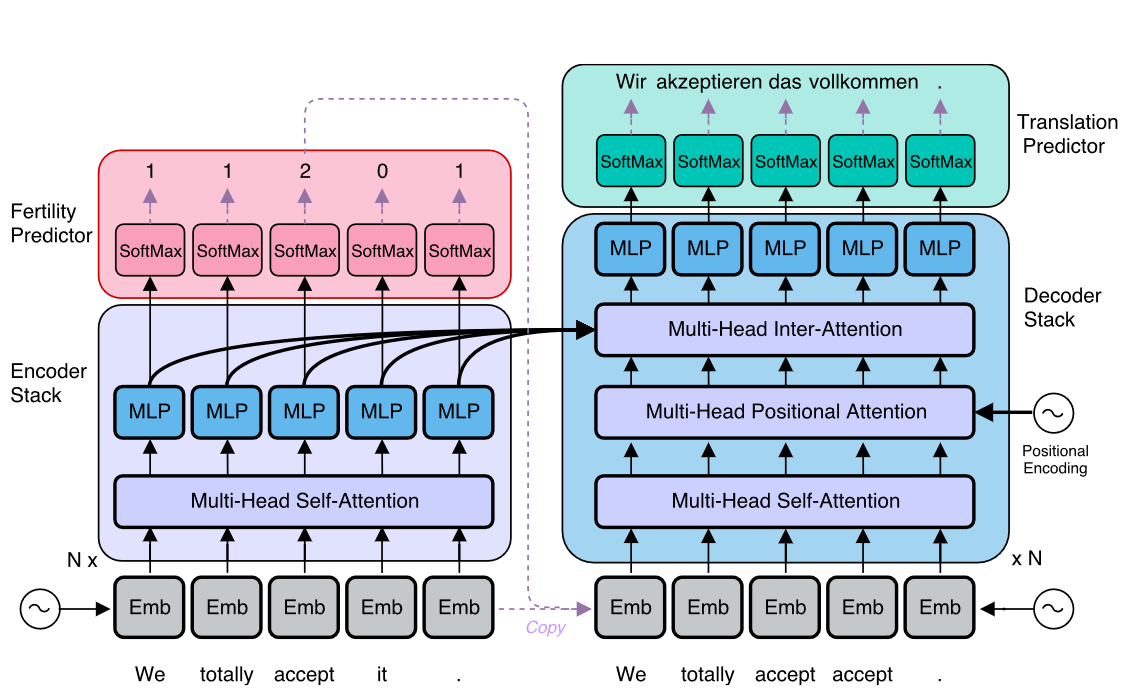 Wir akzeptieren das vollkommen .
Translation
Predictor
SoftMax SoftMax SoftMax SoftMax SoftMax
1 1 2 0 1
Fertility
Predictor
SoftMax SoftMax SoftMax SoftMax SoftMax
MLP MLP MLP MLP MLP
Decoder
Stack
Multi-Head Inter-Attention
Encoder
Stack
MLP MLP MLP MLP MLP
Multi-Head Positional Attention
Positional
Encoding
Multi-Head Self-Attention
Multi-Head Self-Attention
N x
x N
Emb Emb Emb Emb Emb
Copy
Emb Emb Emb Emb Emb
We totally accept it .
We totally accept accept .